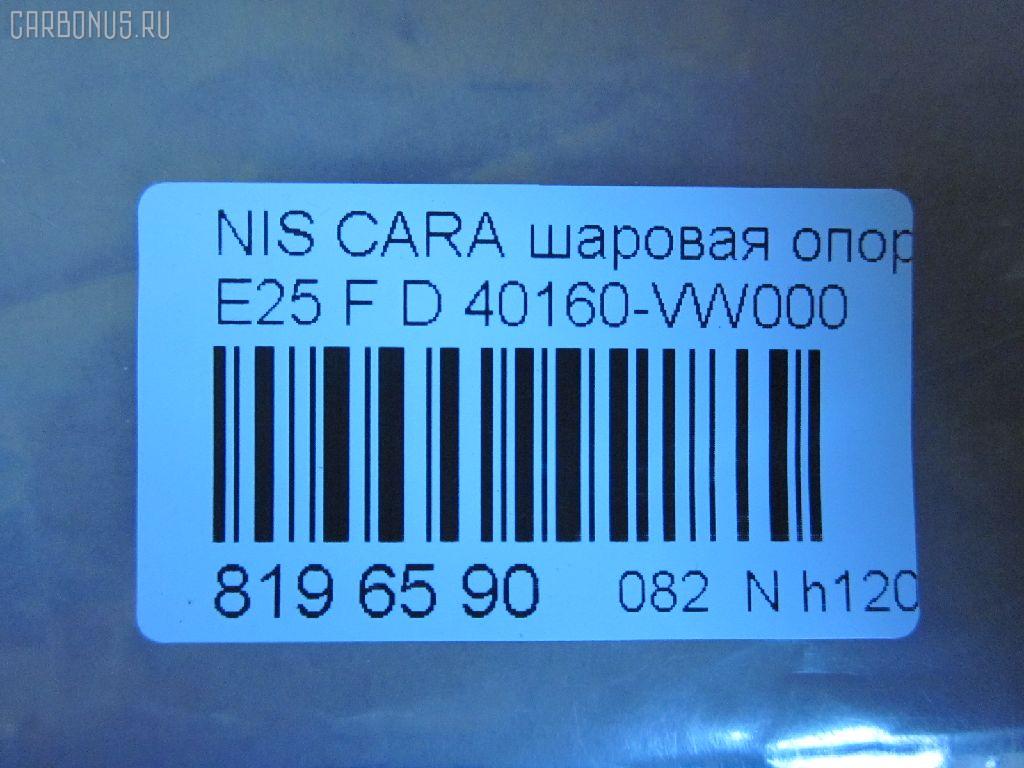 CARBONUS.RU
NIS CARA шаровая опор
E25 F D 40160-VW000
819 65 90 082 N h120